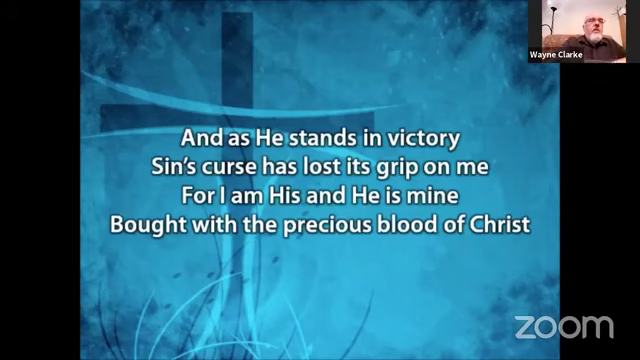 And as He stands in victory
Sin's curse has lost its grip on me
For I am His and He is mine
Bought with the precious blood of Christ
Wayne Clarke
zoom